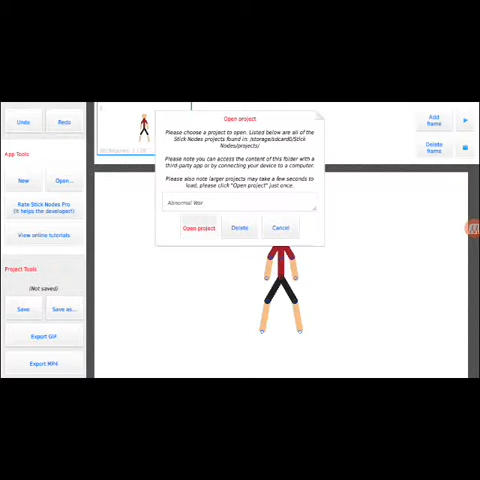 Undo
Redo
App Tools
New
Open...
Rate Stick Nodes Pro
(it helps the developer!)
View online tutorials
Project Tools
(Not saved)
Save
Save as...
Export GIF
Export MP4
Open project
Please choose a project to open. Listed below are all of the
Stick Nodes projects found in: /storage/sdcard0/Stick
Nodes/projects/
Please note you can access the content of this folder with a
third-party app or by connecting your device to a computer.
Please also note larger projects may take a few seconds to
load, please click "Open project" just once.
Abnormal War
Open project
Delete
Cancel
Add
frame
Delete
frame